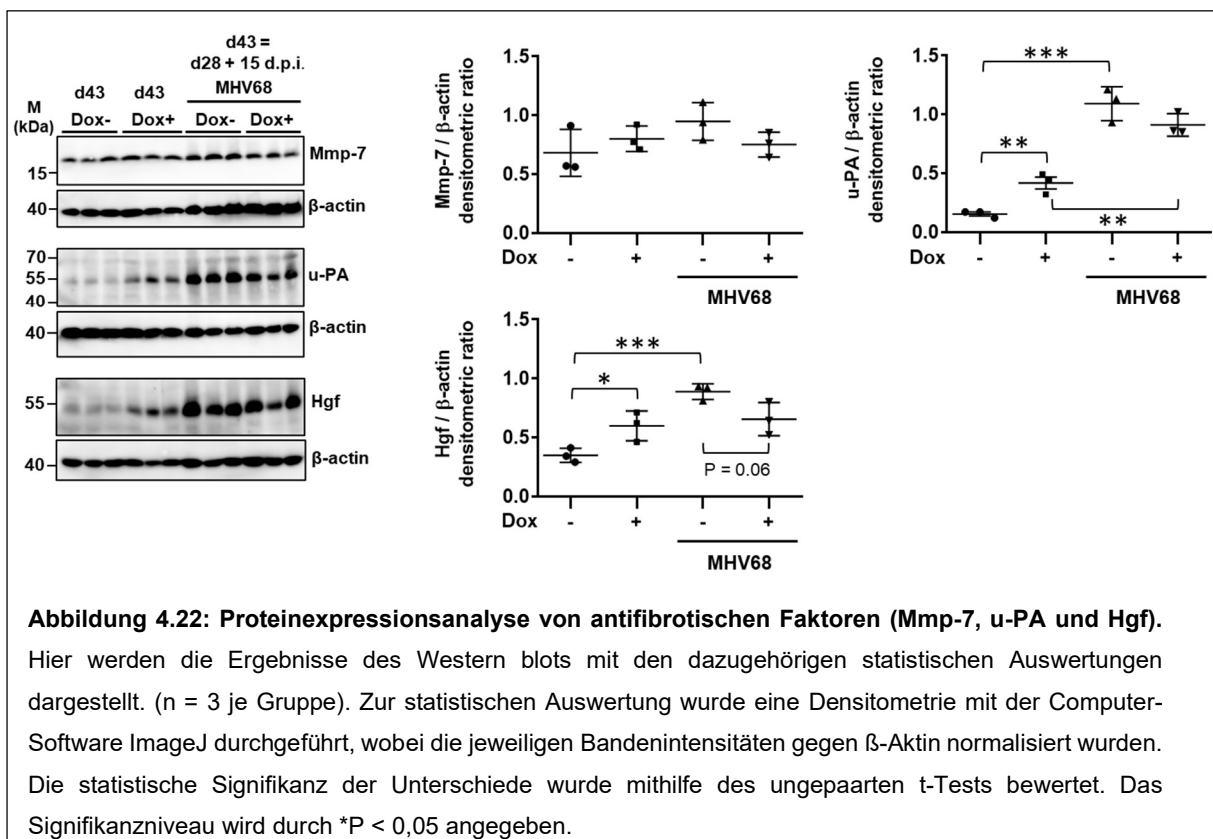 d43 =
d28 + 15 d.p.i.
d43 d43 MHV68
M
(kDa)
Dox- Dox+ Dox- Dox+
Mmp-7
15
40 β-actin
70
55 u-PA
40
40 β-actin
55 Hgf
40 β-actin
Mmp-7 / β-actin
densitometric ratio
1.5
1.0
0.5
0.0
Dox - + - +
MHV68
u-PA / β-actin
densitometric ratio
1.5
1.0
0.5
0.0
***
**
**
Dox - + - +
MHV68
Hgf / β-actin
densitometric ratio
1.5
1.0
0.5
0.0
***
*
P = 0.06
Dox - + - +
MHV68
Abbildung 4.22: Proteinexpressionsanalyse von antifibrotischen Faktoren (Mmp-7, u-PA und Hgf).
Hier werden die Ergebnisse des Western blots mit den dazugehörigen statistischen Auswertungen
dargestellt. (n = 3 je Gruppe). Zur statistischen Auswertung wurde eine Densitometrie mit der Computer-
Software ImageJ durchgeführt, wobei die jeweiligen Bandenintensitäten gegen ß-Aktin normalisiert wurden.
Die statistische Signifikanz der Unterschiede wurde mithilfe des ungepaarten t-Tests bewertet. Das
Signifikanzniveau wird durch *P < 0,05 angegeben.